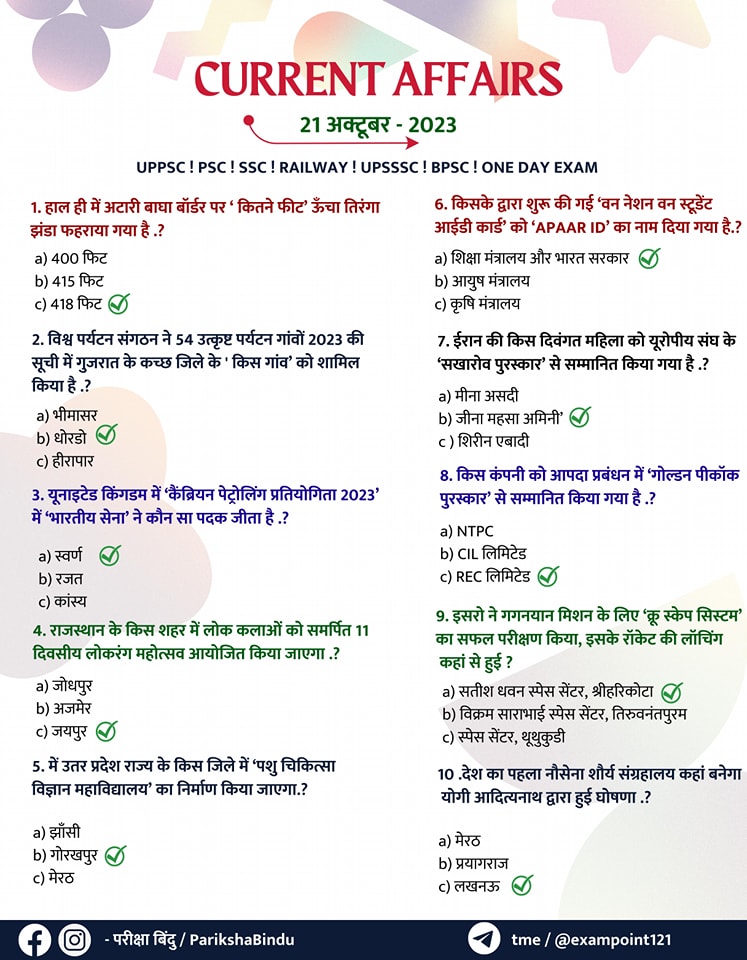 CURRENT AFFAIRS
21 अक्टूबर - 2023
UPPSC ! PSC ! SSC ! RAILWAY ! UPSSSC ! BPSC ! ONE DAY EXAM
1. हाल ही में अटारी बाघा बॉर्डर पर ' कितने फीट' ऊँचा तिरंगा
झंडा फहराया गया है .?
a) 400 फिट
b) 415 फिट
c) 418 फिट
2. विश्व पर्यटन संगठन ने 54 उत्कृष्ट पर्यटन गांवों 2023 की
सूची में गुजरात के कच्छ जिले के ' किस गांव' को शामिल
किया है .?
a) भीमासर
b) धोरडो
c) हीरापार
3. यूनाइटेड किंगडम में 'कैंब्रियन पेट्रोलिंग प्रतियोगिता 2023'
में 'भारतीय सेना' ने कौन सा पदक जीता है .?
a) स्वर्ण
b) रजत
c) कांस्य
4. राजस्थान के किस शहर में लोक कलाओं को समर्पित 11
दिवसीय लोकरंग महोत्सव आयोजित किया जाएगा .?
a) जोधपुर
b) अजमेर
c) जयपुर
5. में उतर प्रदेश राज्य के किस जिले में 'पशु चिकित्सा
विज्ञान महाविद्यालय' का निर्माण किया जाएगा.?
a) झाँसी
b) गोरखपुर
c) मेरठ
6. किसके द्वारा शुरू की गई 'वन नेशन वन स्टूडेंट
आईडी कार्ड' को 'APAAR ID' का नाम दिया गया है.?
a) शिक्षा मंत्रालय और भारत सरकार
b) आयुष मंत्रालय
c) कृषि मंत्रालय
7. ईरान की किस दिवंगत महिला को यूरोपीय संघ के
'सखारोव पुरस्कार' से सम्मानित किया गया है .?
a) मीना असदी
b) जीना महसा अमिनी'
c ) शिरीन एबादी
8. किस कंपनी को आपदा प्रबंधन में 'गोल्डन पीकॉक
पुरस्कार' से सम्मानित किया गया है .?
a) NTPC
b) CIL लिमिटेड
c) REC लिमिटेड
9. इसरो ने गगनयान मिशन के लिए 'क्रू स्केप सिस्टम'
का सफल परीक्षण किया, इसके रॉकेट की लॉचिंग
कहां से हुई ?
a) सतीश धवन स्पेस सेंटर, श्रीहरिकोटा
b) विक्रम साराभाई स्पेस सेंटर, तिरुवनंतपुरम
c) स्पेस सेंटर, थूथुकुडी
10 .देश का पहला नौसेना शौर्य संग्रहालय कहां बनेगा
योगी आदित्यनाथ द्वारा हुई घोषणा .?
a) मेरठ
b) प्रयागराज
c) लखनऊ
- परीक्षा बिंदु / ParikshaBindu
tme / @exampoint121